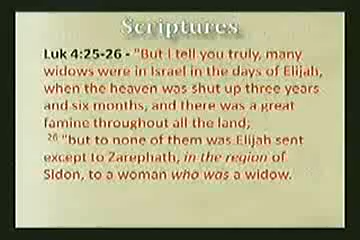 Scriptures
Luk 4:25-26 - "But I tell you truly, many
widows were in Israel in the days of Elijah,
when the heaven was shut up three years
and six months, and there was a great
famine throughout all the land;
26 "but to none of them was Elijah sent
except to Zarephath, in the region of
Sidon, to a woman who was a widow.